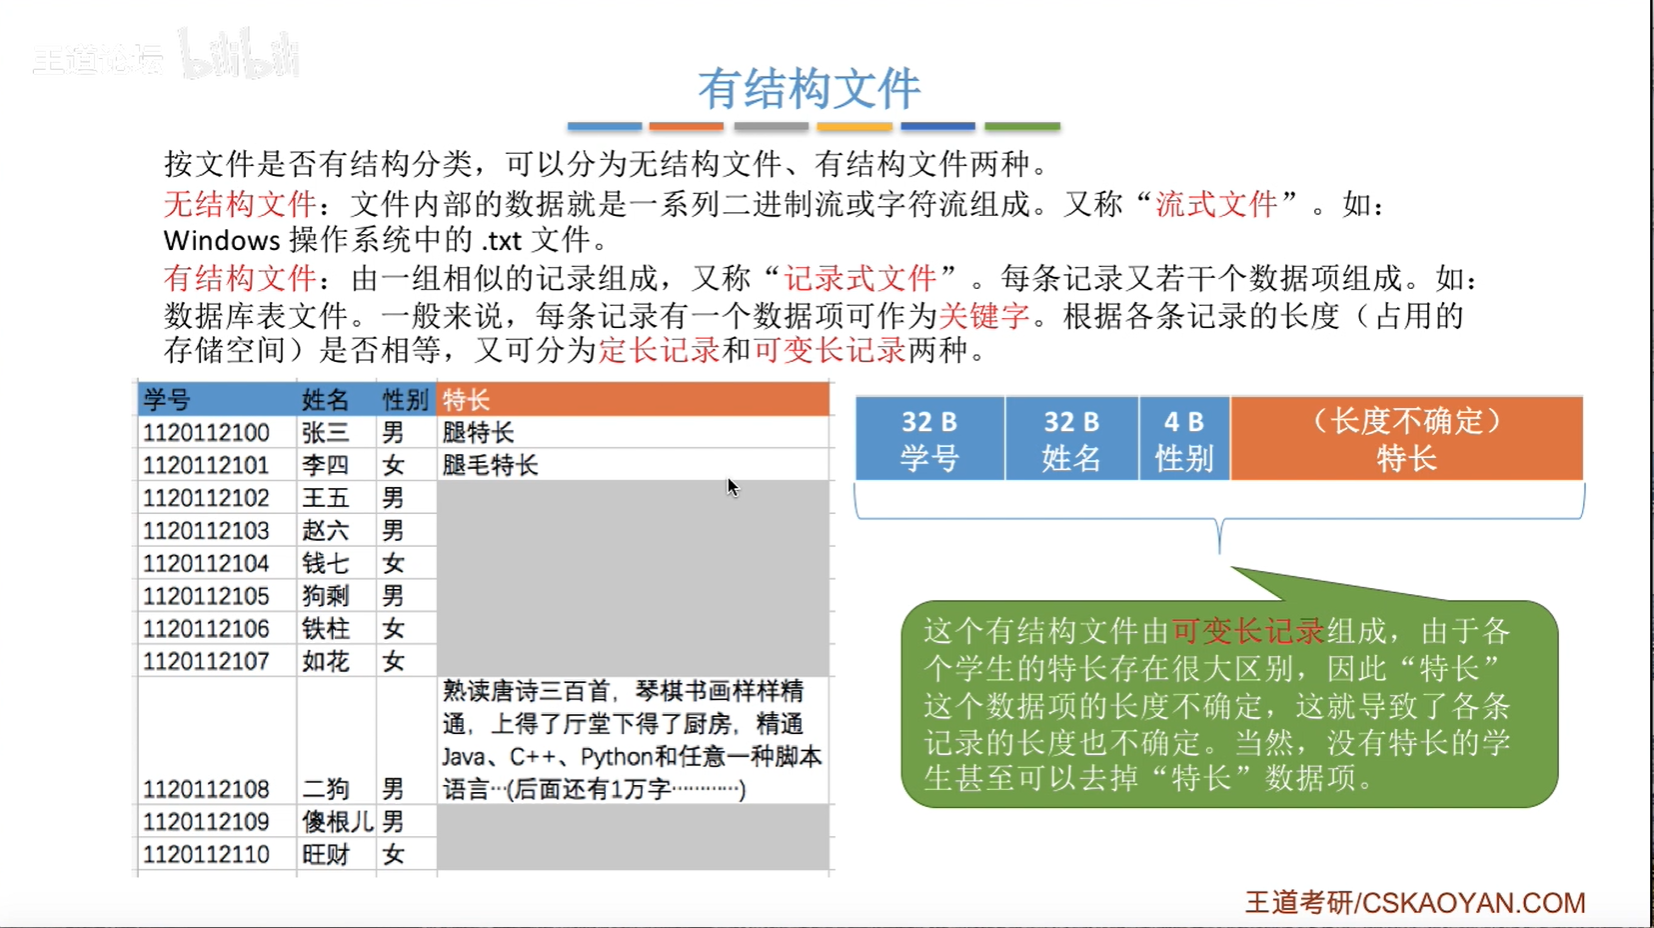 王道论坛 bilibili
有结构文件
按文件是否有结构分类，可以分为无结构文件、有结构文件两种。
无结构文件：文件内部的数据就是一系列二进制流或字符流组成。又称“流式文件”。如：
Windows 操作系统中的 .txt 文件。
有结构文件：由一组相似的记录组成，又称“记录式文件”。每条记录又若干个数据项组成。如：
数据库表文件。一般来说，每条记录有一个数据项可作为关键字。根据各条记录的长度（占用的
存储空间）是否相等，又可分为定长记录和可变长记录两种。
学号 姓名 性别 特长
1120112100 张三 男 腿特长
1120112101 李四 女 腿毛特长
1120112102 王五 男
1120112103 赵六 男
1120112104 钱七 女
1120112105 狗剩 男
1120112106 铁柱 女
1120112107 如花 女
熟读唐诗三百首，琴棋书画样样精
通，上得了厅堂下得了厨房，精通
Java、C++、Python和任意一种脚本
1120112108 二狗 男 语言…(后面还有1万字…………)
1120112109 傻根儿 男
1120112110 旺财 女
32 B 32 B 4 B （长度不确定）
学号 姓名 性别 特长
这个有结构文件由可变长记录组成，由于各
个学生的特长存在很大区别，因此“特长”
这个数据项的长度不确定，这就导致了各条
记录的长度也不确定。当然，没有特长的学
生甚至可以去掉“特长”数据项。
王道考研/CSKAOYAN.COM